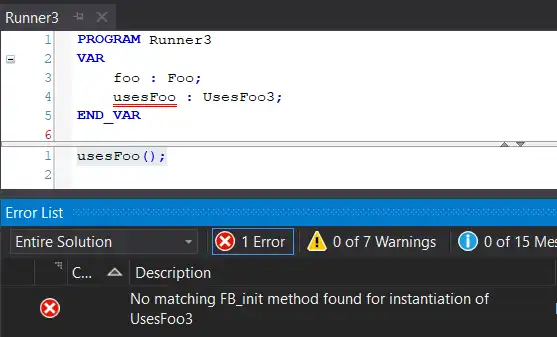 Runner3
1 PROGRAM Runner3
2 VAR
3 foo : Foo;
4 usesFoo : UsesFoo3;
5 END_VAR
6
1 usesFoo();
2
Error List
Entire Solution 1 Error 0 of 7 Warnings 0 of 15 Me
C... Description
No matching FB_init method found for instantiation of
UsesFoo3